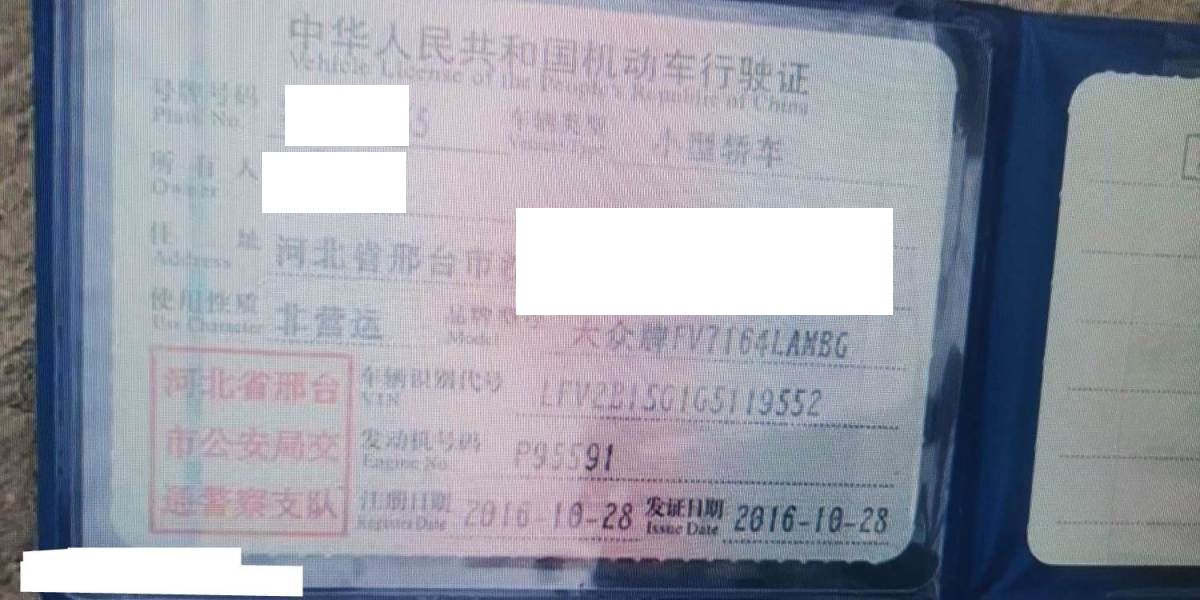 中华人民共和国机动车行驶证
Vehicle License of the People's Republic of China
号牌号码 5 车辆类型 小型轿车
Plate No.
所有人
Owner
住址 河北省邢台市
Address
使用性质 非营运 品牌型号 大众牌FV7164LAMBG
Use Character Model
河北省邢台 车辆识别代号 LFV2B15G1G5119552
VIN
市公安局交 发动机号码 P95591
Engine No.
通警察支队 注册日期 2016-10-28 发证日期 2016-10-28
Register Date Issue Date